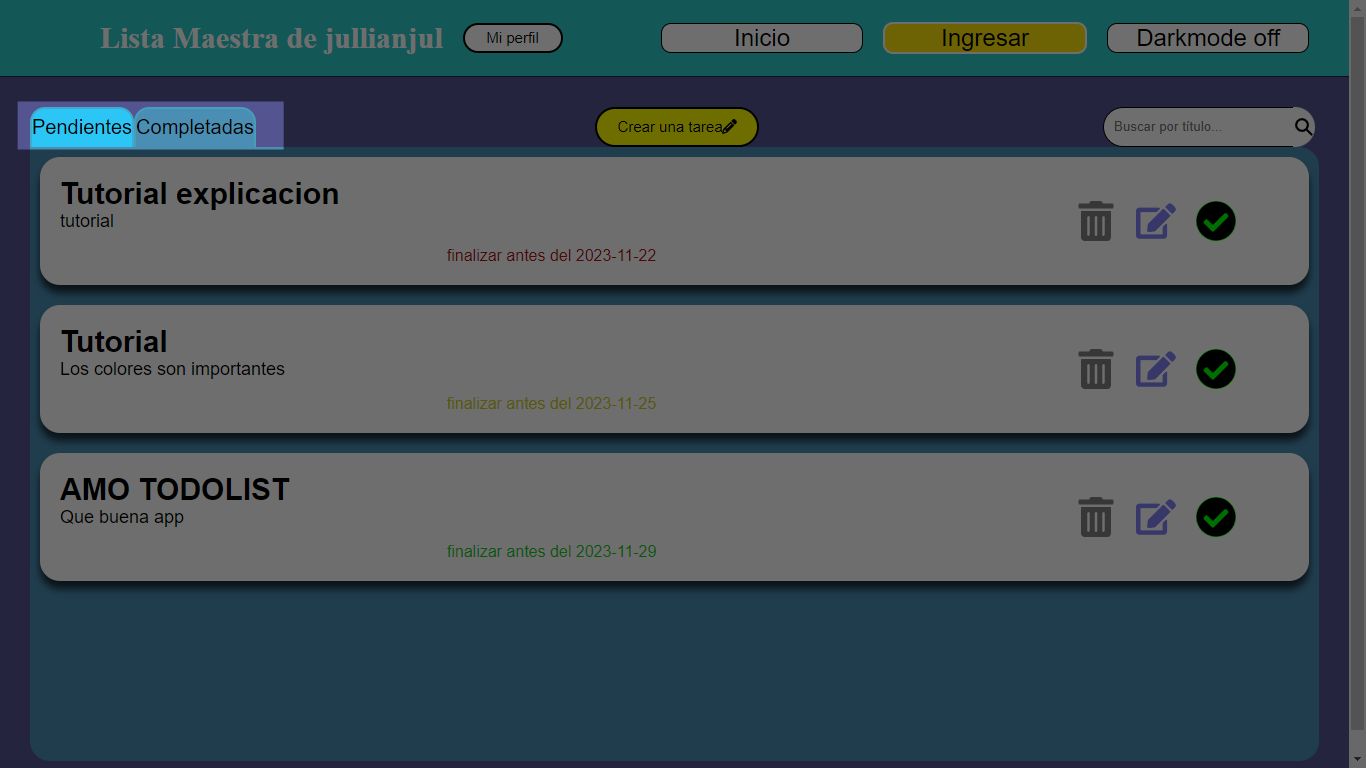 Lista Maestra de jullianjul
Mi perfil
Inicio
Ingresar
Darkmode off
Pendientes
Completadas
Crear una tarea
Buscar por título...
Tutorial explicacion
tutorial
finalizar antes del 2023-11-22
Tutorial
Los colores son importantes
finalizar antes del 2023-11-25
AMO TODOLIST
Que buena app
finalizar antes del 2023-11-29